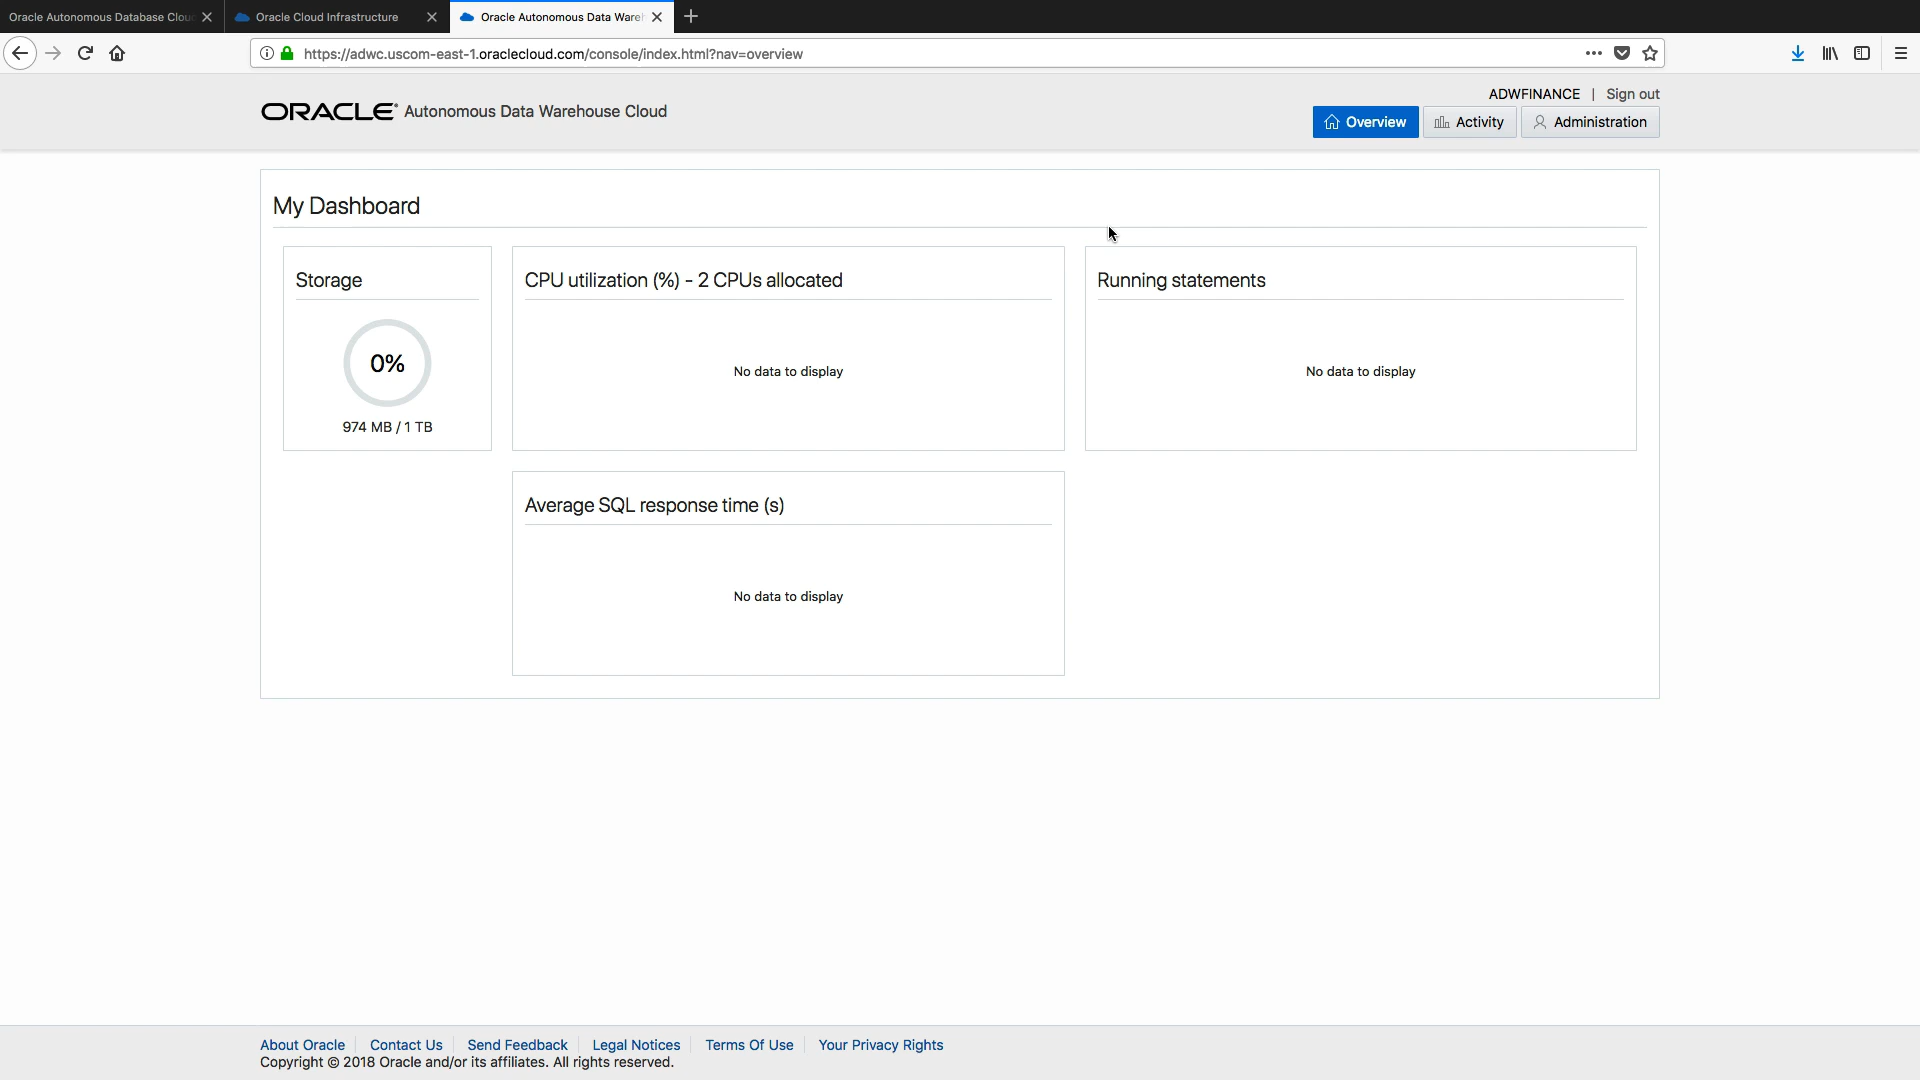 Oracle Autonomous Database Clou
Oracle Cloud Infrastructure
Oracle Autonomous Data Wareh
https://adwc.uscom-east-1.oraclecloud.com/console/index.html?nav=overview
ADWFINANCE | Sign out
ORACLE® Autonomous Data Warehouse Cloud
Overview
Activity
Administration
My Dashboard
Storage
0%
974 MB / 1 TB
CPU utilization (%) - 2 CPUs allocated
No data to display
Running statements
No data to display
Average SQL response time (s)
No data to display
About Oracle
Contact Us
Send Feedback
Legal Notices
Terms Of Use
Your Privacy Rights
Copyright © 2018 Oracle and/or its affiliates. All rights reserved.